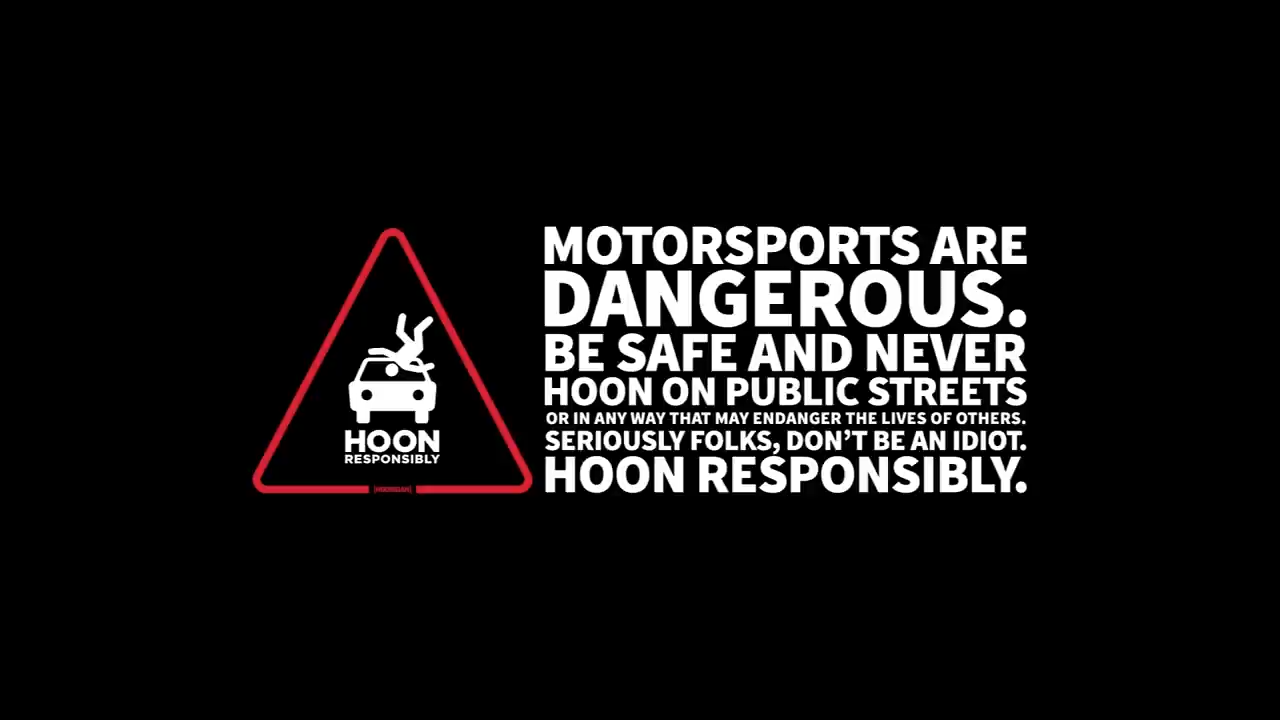 HOON
RESPONSIBLY
[HOONIGAN]
MOTORSPORTS ARE
DANGEROUS.
BE SAFE AND NEVER
HOON ON PUBLIC STREETS
OR IN ANY WAY THAT MAY ENDANGER THE LIVES OF OTHERS.
SERIOUSLY FOLKS, DON'T BE AN IDIOT.
HOON RESPONSIBLY.